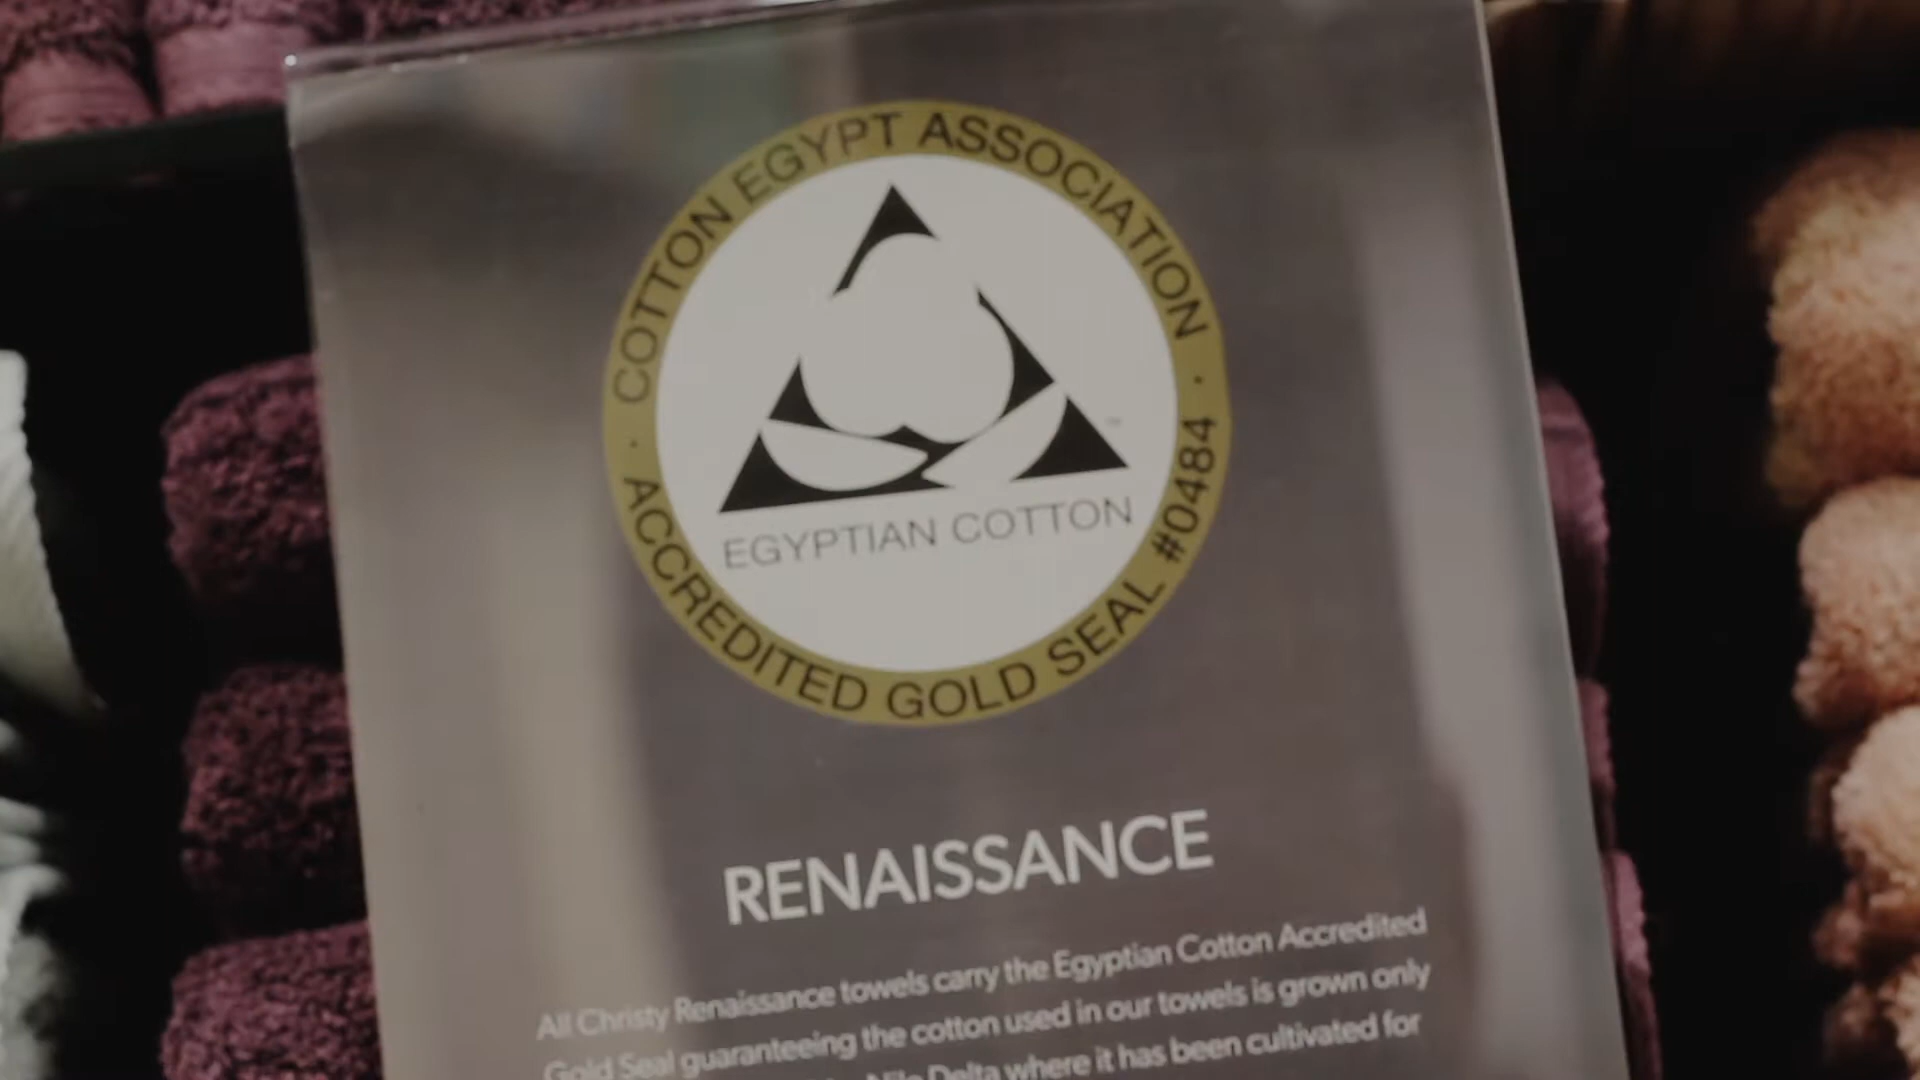 COTTON EGYPT ASSOCIATION
· ACCREDITED GOLD SEAL #0484 ·
EGYPTIAN COTTON
RENAISSANCE
All Christy Renaissance towels carry the Egyptian Cotton Accredited
Gold Seal guaranteeing the cotton used in our towels is grown only
Nile Delta where it has been cultivated for